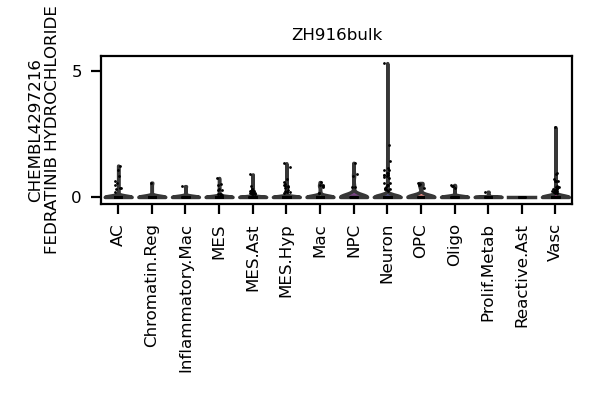 ZH916bulk
CHEMBL4297216
FEDRATINIB HYDROCHLORIDE
5
0
AC
Chromatin.Reg
Inflammatory.Mac
MES
MES.Ast
MES.Hyp
Mac
NPC
Neuron
OPC
Oligo
Prolif.Metab
Reactive.Ast
Vasc